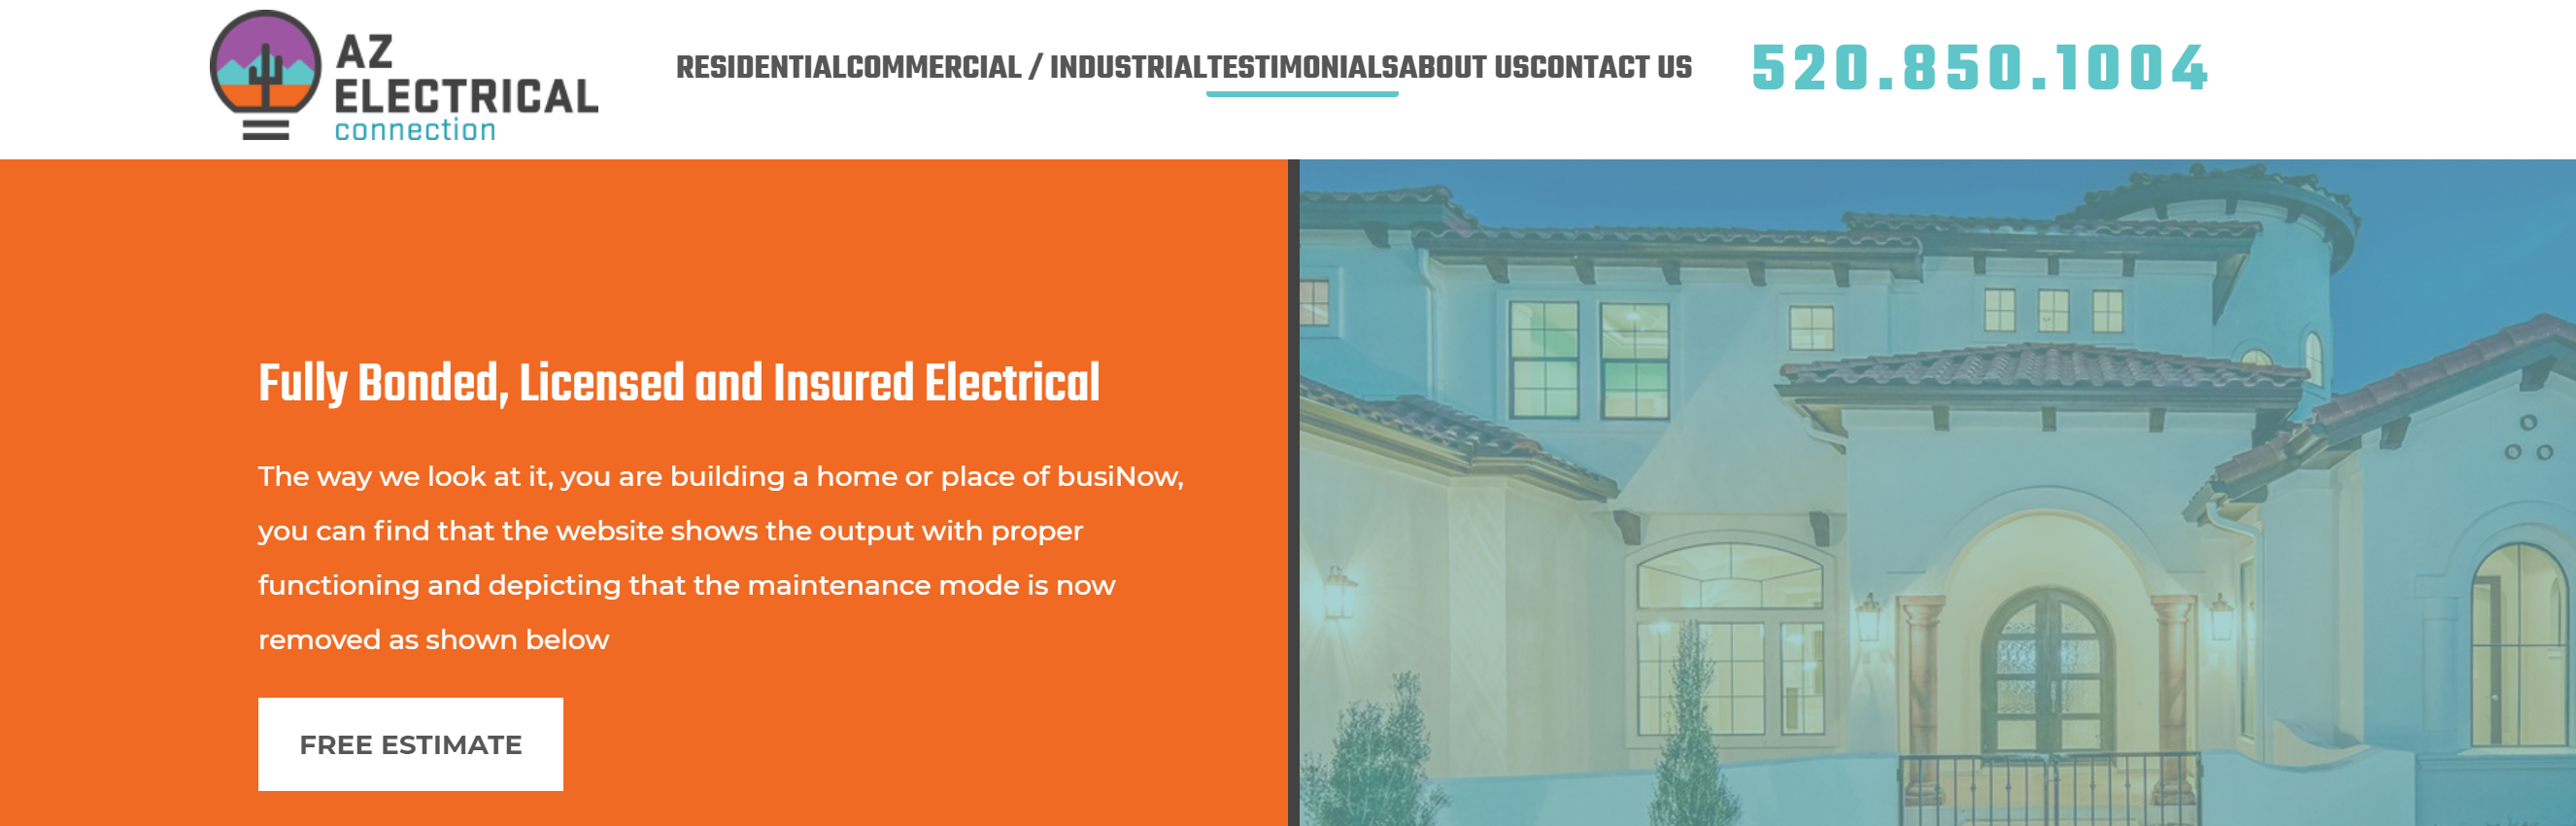 AZ
ELECTRICAL
connection
RESIDENTIALCOMMERCIAL / INDUSTRIALTESTIMONIALSABOUT USCONTACT US
520.850.1004
Fully Bonded, Licensed and Insured Electrical
The way we look at it, you are building a home or place of busiNow,
you can find that the website shows the output with proper
functioning and depicting that the maintenance mode is now
removed as shown below
FREE ESTIMATE